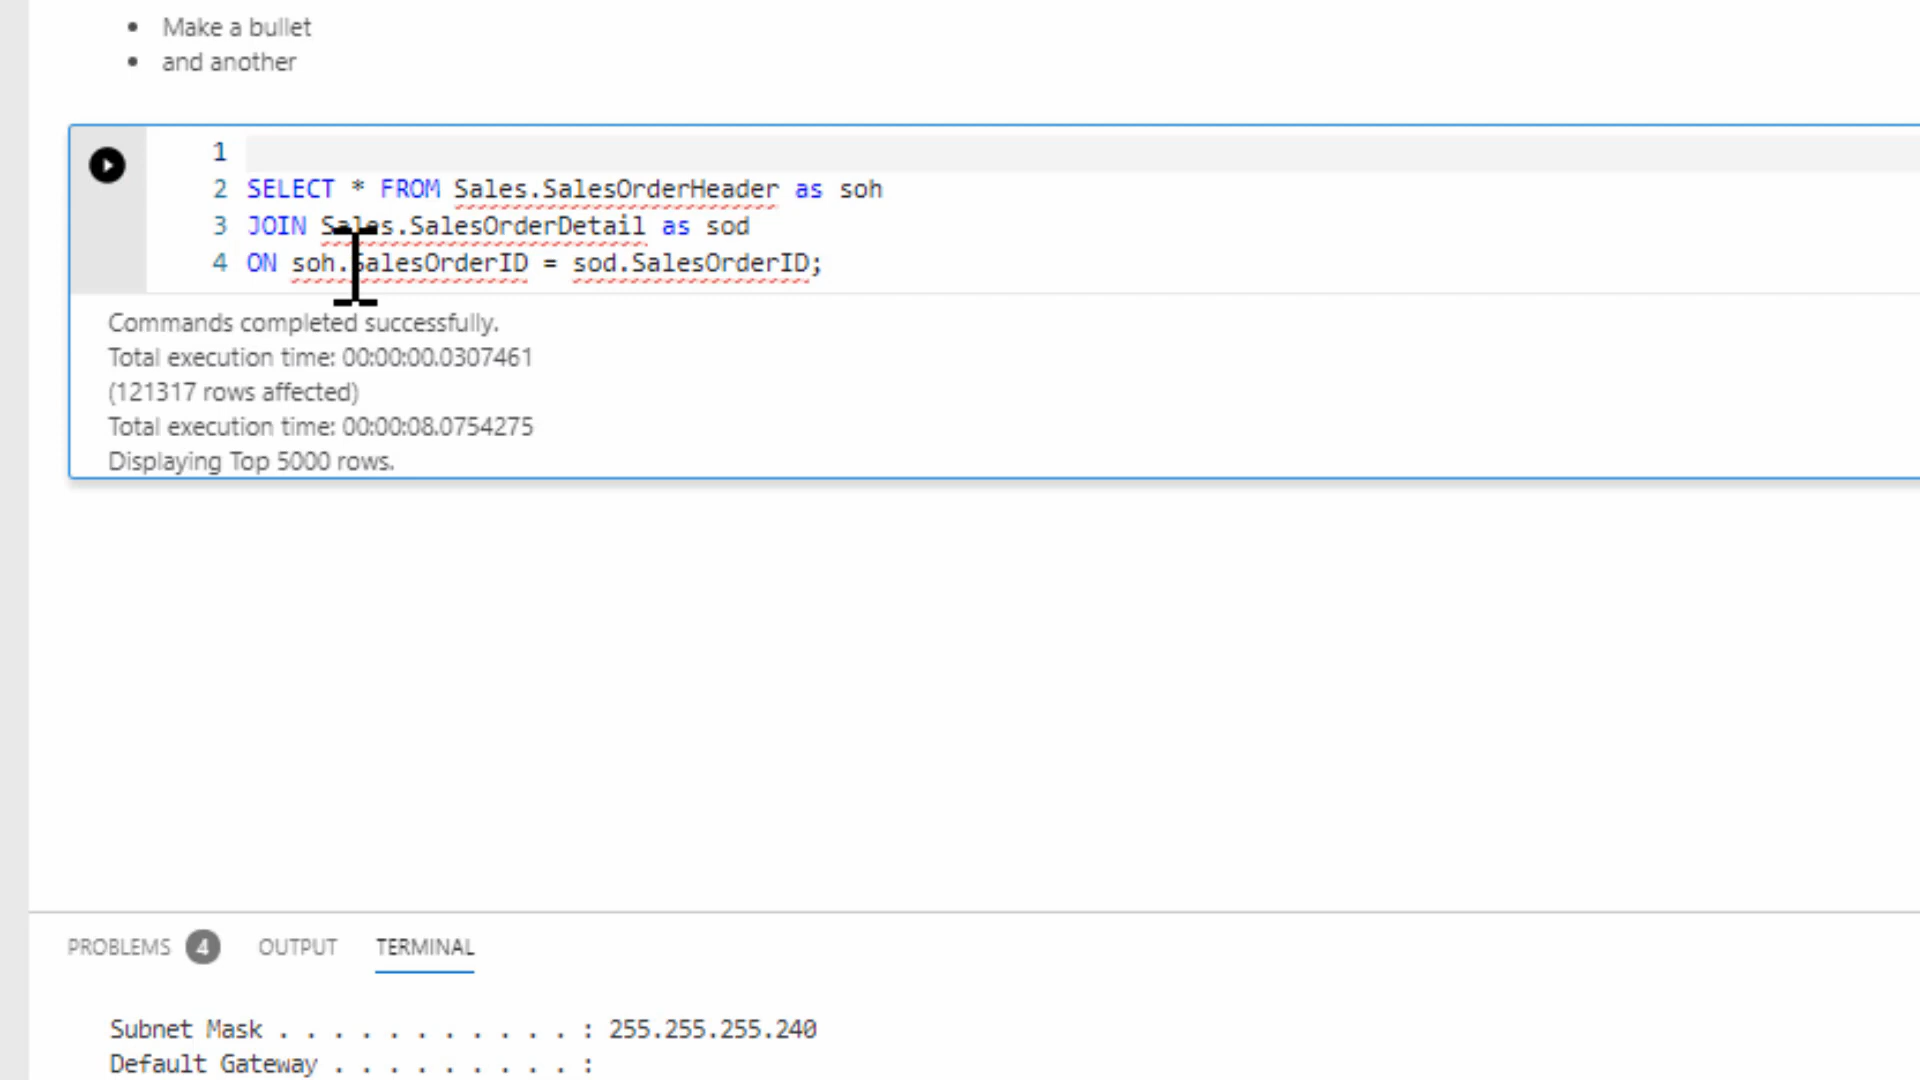 • Make a bullet
• and another
1
2 SELECT * FROM Sales.SalesOrderHeader as soh
3 JOIN Sales.SalesOrderDetail as sod
4 ON soh.SalesOrderID = sod.SalesOrderID;
Commands completed successfully.
Total execution time: 00:00:00.0307461
(121317 rows affected)
Total execution time: 00:00:08.0754275
Displaying Top 5000 rows.
PROBLEMS 4 OUTPUT TERMINAL
Subnet Mask . . . . . . . . . . . : 255.255.255.240
Default Gateway . . . . . . . . . :